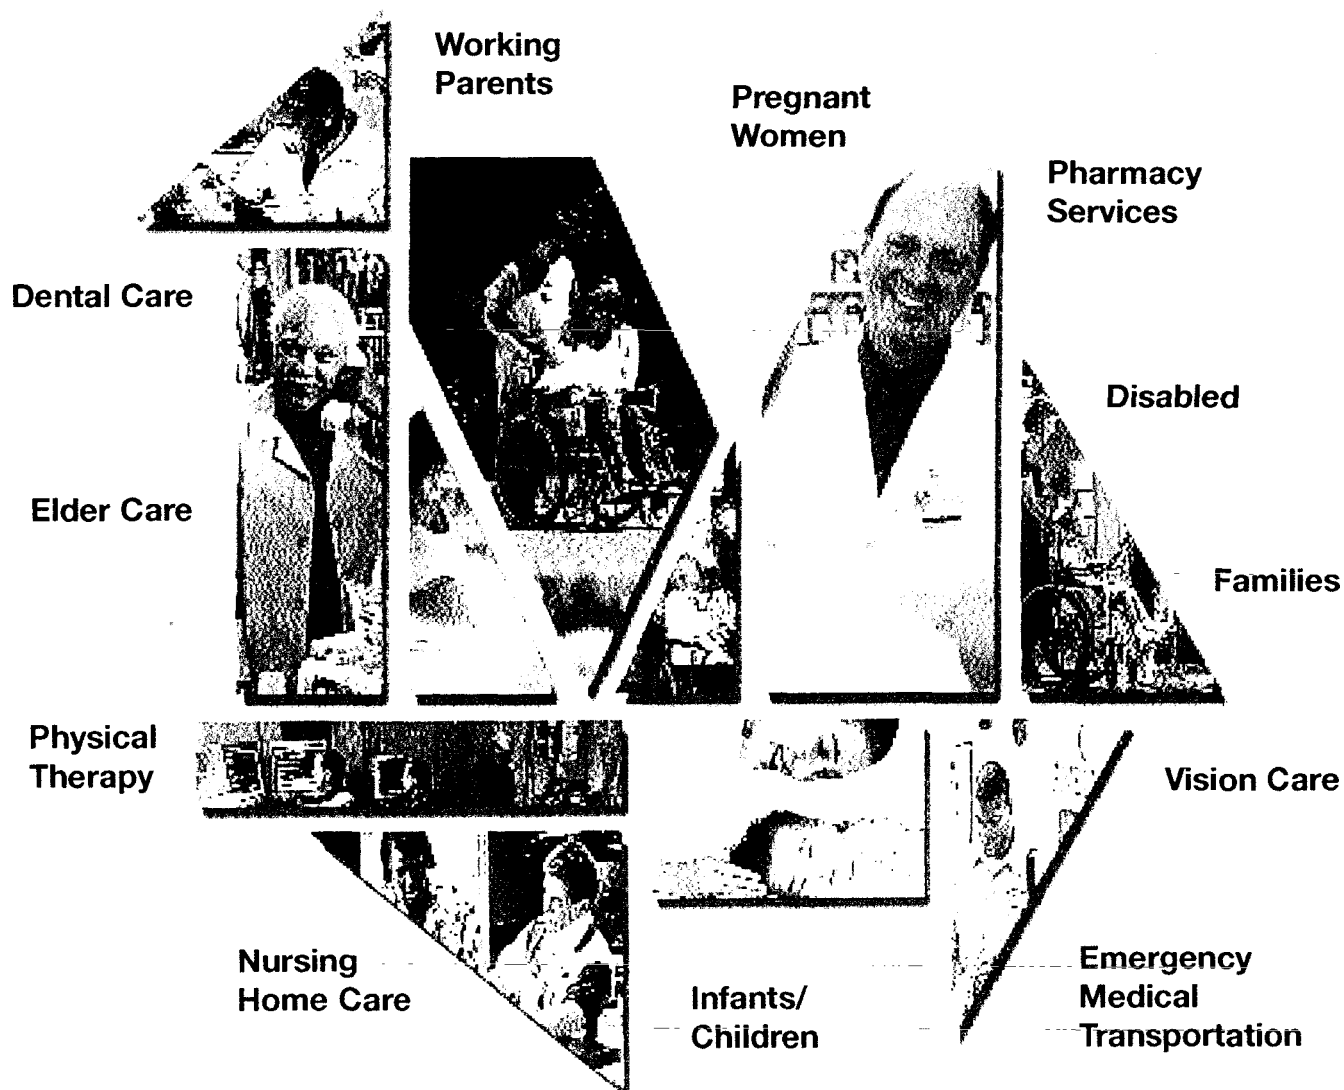 Working
Parents
Pregnant
Women
Pharmacy
Services
Dental Care
Disabled
Elder Care
Families
Physical
Therapy
Vision Care
Nursing
Home Care
Infants/
Children
Emergency
Medical
Transportation